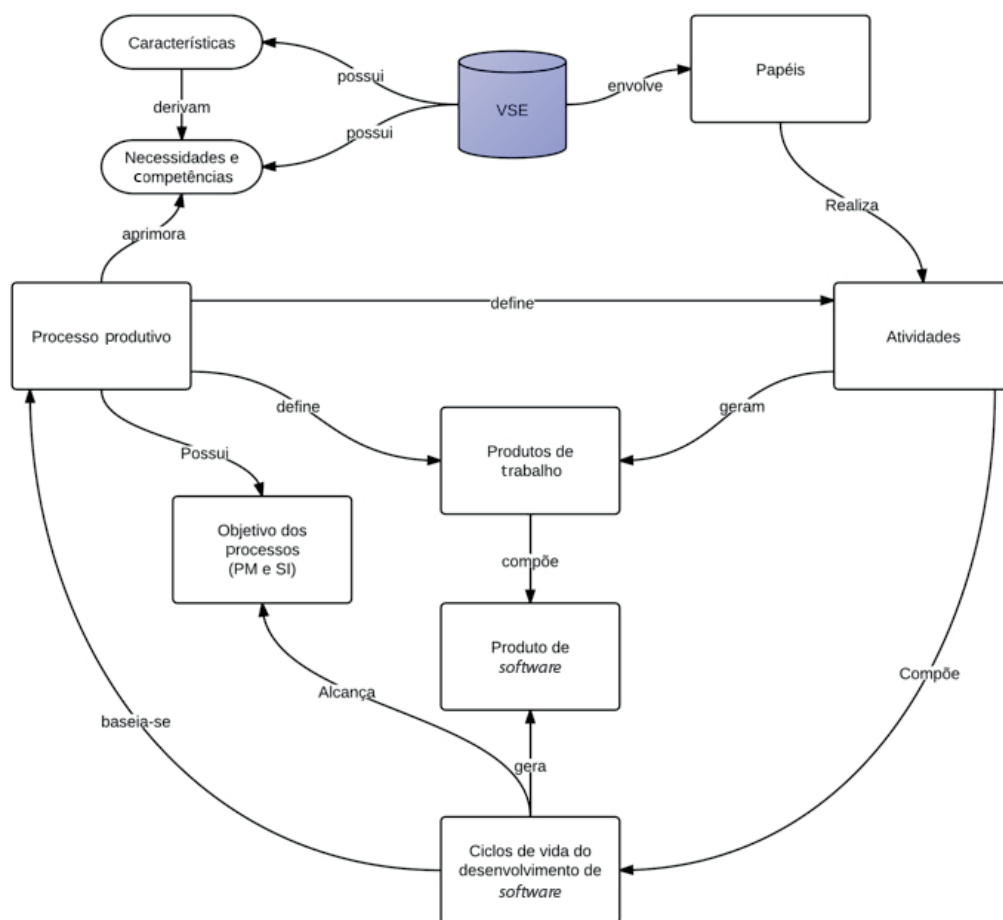 Características
possui
VSE
envolve
Papéis
derivam
possui
Necessidades e
competências
Realiza
aprimora
Processo produtivo
define
Atividades
define
geram
Possui
Produtos de
trabalho
Objetivo dos
processos
(PM e SI)
compõe
Produto de
software
Alcança
Compõe
baseia-se
gera
Ciclos de vida do
desenvolvimento de
software